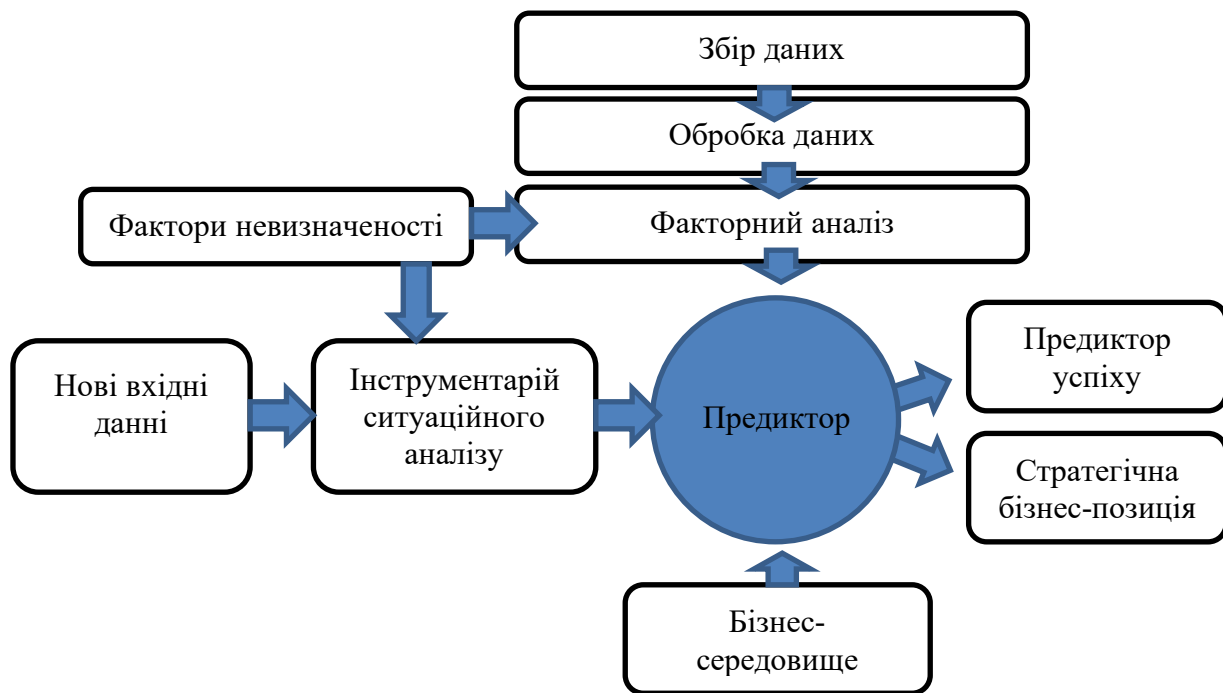 Збір даних
Обробка даних
Фактори невизначеності
Факторний аналіз
Нові вхідні
данні
Інструментарій
ситуаційного
аналізу
Предиктор
Предиктор
успіху
Стратегічна
бізнес-позиція
Бізнес-
середовище